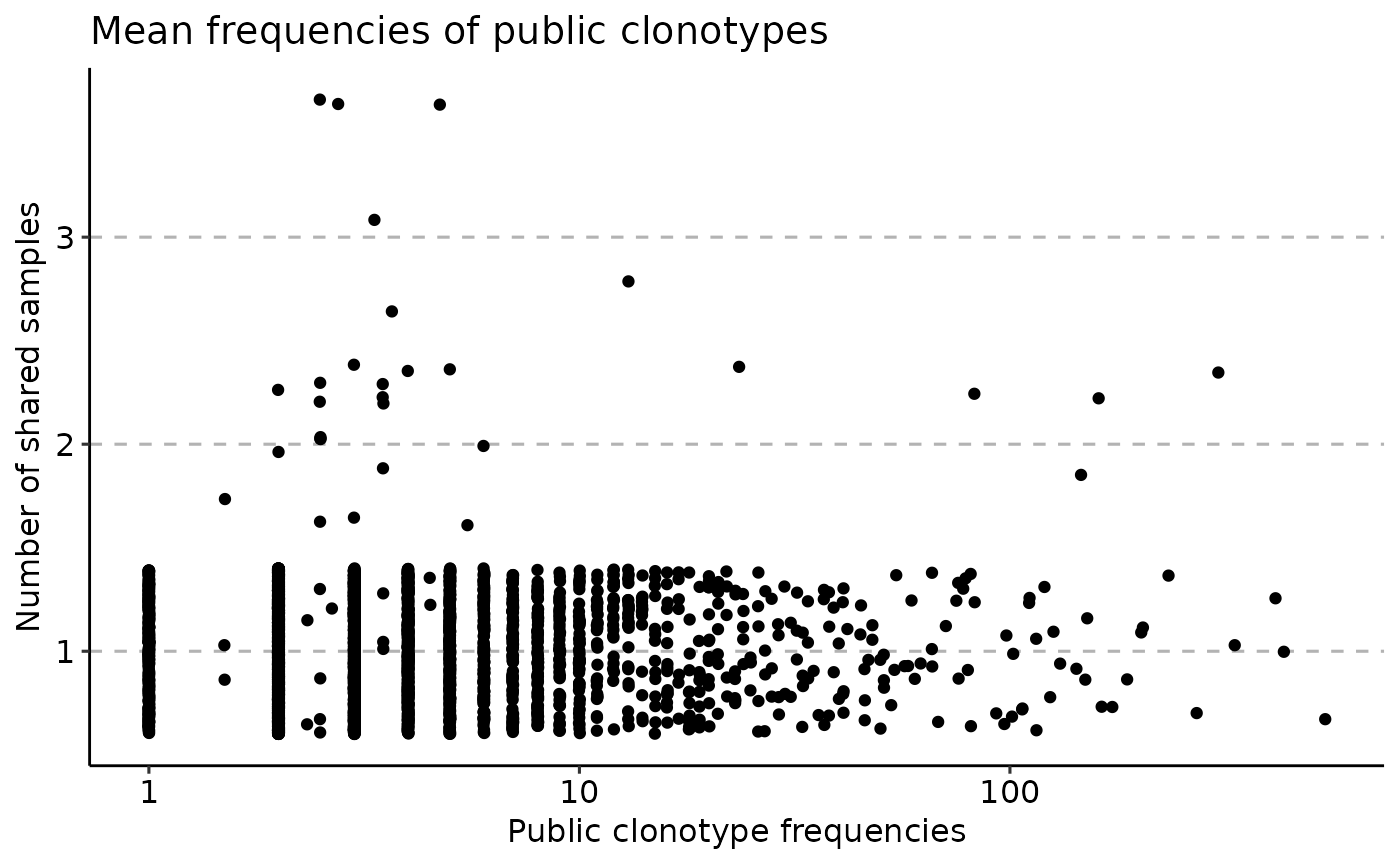 Mean frequencies of public clonotypes
Number of shared samples
3
2
1
1
10
100
Public clonotype frequencies